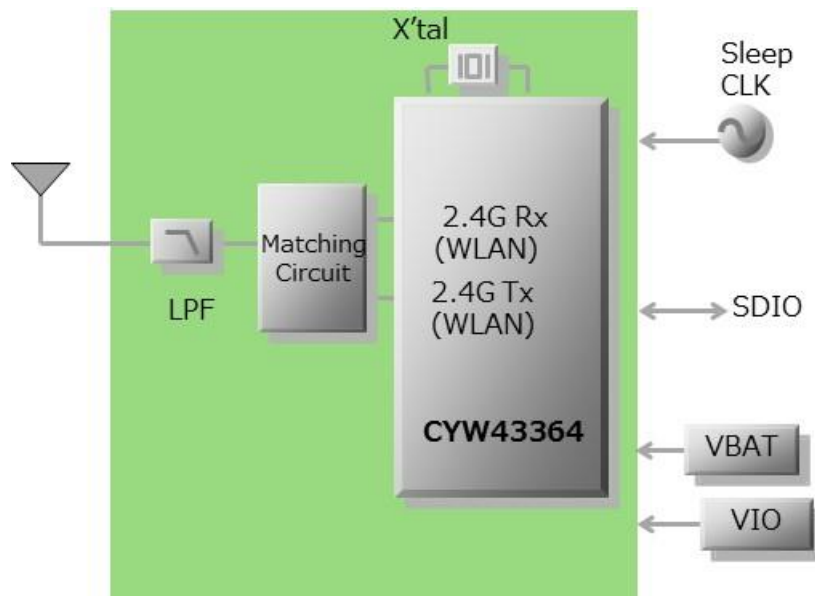 X'tal
Sleep
CLK
2.4G Rx
(WLAN)
Matching
Circuit
2.4G Tx
(WLAN)
LPF
SDIO
CYW43364
VBAT
VIO